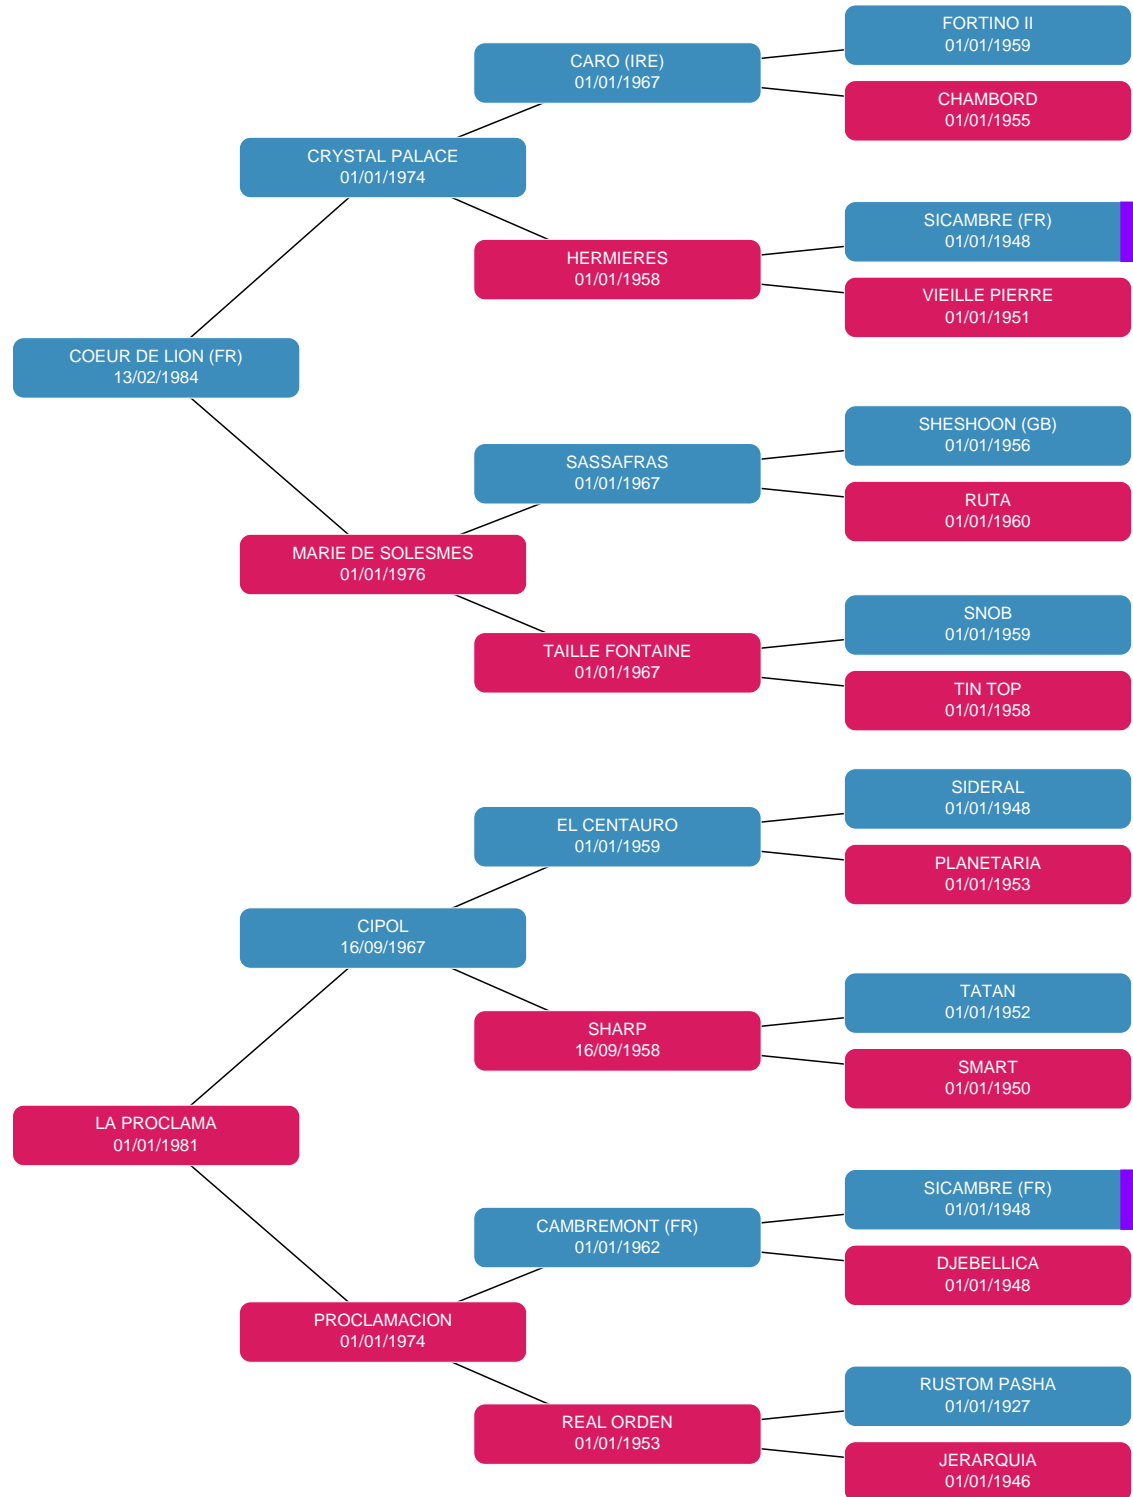 FORTINO II
01/01/1959
CARO (IRE)
01/01/1967
CHAMBORD
01/01/1955
CRYSTAL PALACE
01/01/1974
SICAMBRE (FR)
01/01/1948
HERMIERES
01/01/1958
VIEILLE PIERRE
01/01/1951
COEUR DE LION (FR)
13/02/1984
SHESHOON (GB)
01/01/1956
SASSAFRAS
01/01/1967
RUTA
01/01/1960
MARIE DE SOLESMES
01/01/1976
SNOB
01/01/1959
TAILLE FONTAINE
01/01/1967
TIN TOP
01/01/1958
SIDERAL
01/01/1948
EL CENTAURO
01/01/1959
PLANETARIA
01/01/1953
CIPOL
16/09/1967
TATAN
01/01/1952
SHARP
16/09/1958
SMART
01/01/1950
LA PROCLAMA
01/01/1981
SICAMBRE (FR)
01/01/1948
CAMBREMONT (FR)
01/01/1962
DJEBELLICA
01/01/1948
PROCLAMACION
01/01/1974
RUSTOM PASHA
01/01/1927
REAL ORDEN
01/01/1953
JERARQUIA
01/01/1946